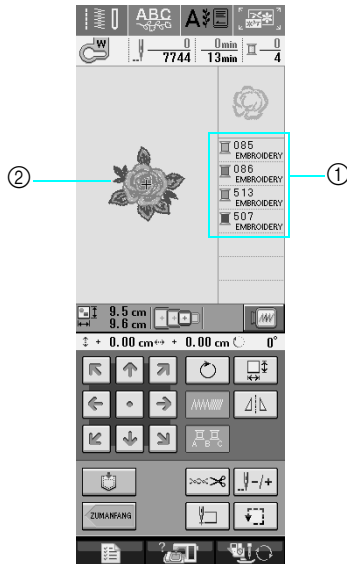 ABC A
W 0 0min 0
7744 13min 4
085
EMBROIDERY
086
EMBROIDERY
② ①
513
EMBROIDERY
507
EMBROIDERY
9.5 cm
9.6 cm
+ 0.00 cm + 0.00 cm 0°
A B C
-/+
ZUMANFANG
?